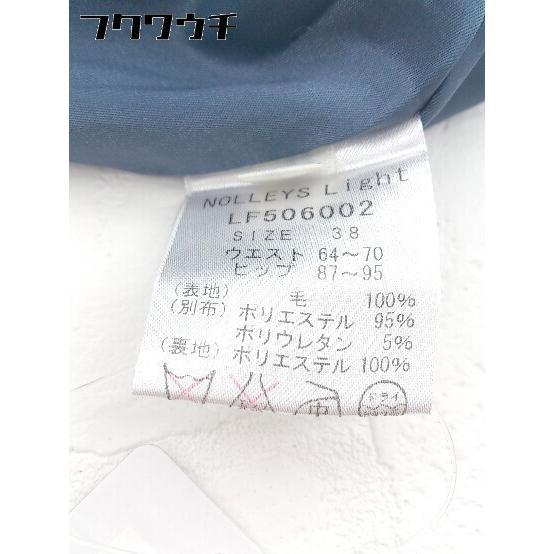 フクワウチ
NOLLEYS Light
LF506002
SIZE 38
ウエスト 64～70
ヒップ 87～95
(表地) 毛 100%
(別布) ポリエステル 95%
ポリウレタン 5%
(裏地) ポリエステル 100%
中
ドライ